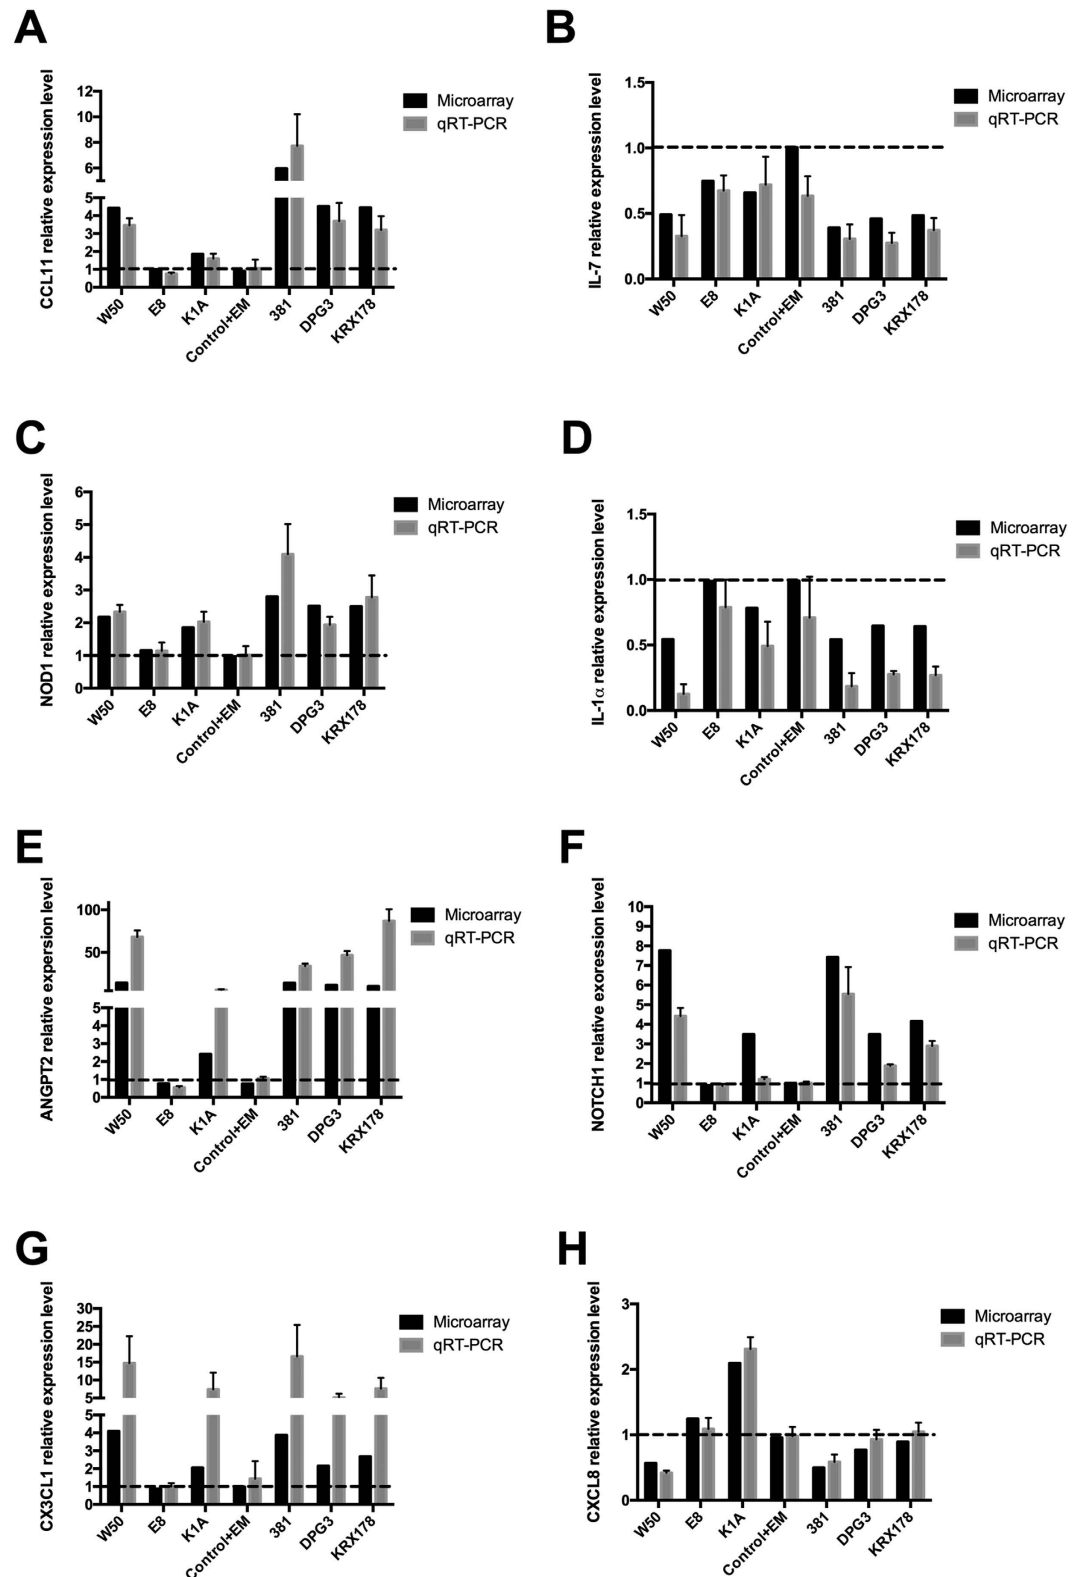 A
CCL11 relative expression level
12
10
8
6
5
4
3
2
1
0
W50
E8
K1A
Control+EM
381
DPG3
KRX178
Microarray
qRT-PCR
B
IL-7 relative expression level
1.5
1.0
0.5
0.0
W50
E8
K1A
Control+EM
381
DPG3
KRX178
Microarray
qRT-PCR
C
NOD1 relative expression level
6
5
4
3
2
1
0
W50
E8
K1A
Control+EM
381
DPG3
KRX178
Microarray
qRT-PCR
D
IL-1α relative expression level
1.5
1.0
0.5
0.0
W50
E8
K1A
Control+EM
381
DPG3
KRX178
Microarray
qRT-PCR
E
ANGPT2 relative expersion level
100
50
5
4
3
2
1
0
W50
E8
K1A
Control+EM
381
DPG3
KRX178
Microarray
qRT-PCR
F
NOTCH1 relative exoression level
10
9
8
7
6
5
4
3
2
1
0
W50
E8
K1A
Control+EM
381
DPG3
KRX178
Microarray
qRT-PCR
G
CX3CL1 relative expression level
30
25
20
15
10
5
5
4
3
2
1
0
W50
E8
K1A
Control+EM
381
DPG3
KRX178
Microarray
qRT-PCR
H
CXCL8 relative expression level
3
2
1
0
W50
E8
K1A
Control+EM
381
DPG3
KRX178
Microarray
qRT-PCR